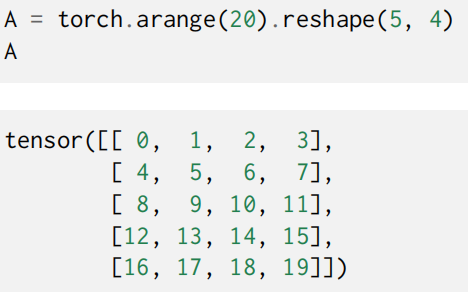 A = torch.arange(20).reshape(5, 4)
A
tensor([[ 0,  1,  2,  3],
        [ 4,  5,  6,  7],
        [ 8,  9, 10, 11],
        [12, 13, 14, 15],
        [16, 17, 18, 19]])